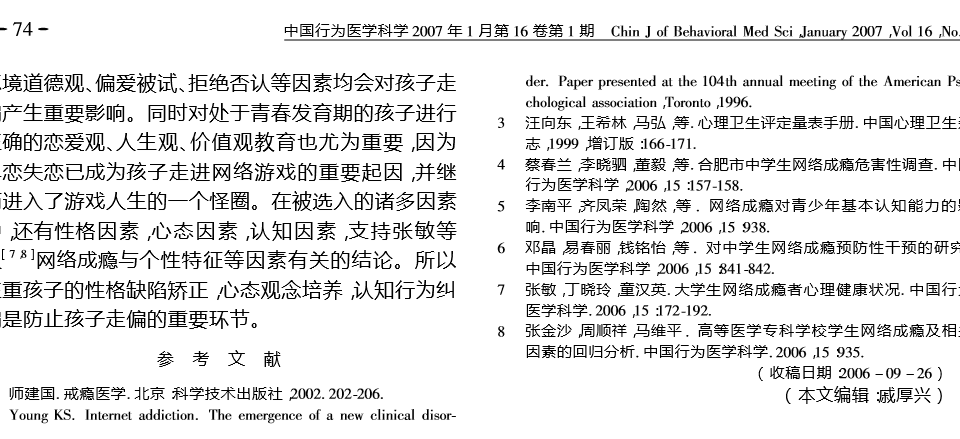 - 74 -
中国行为医学科学 2007 年 1 月第 16 卷第 1 期 Chin J of Behavioral Med Sci ,January 2007 ,Vol 16 ,No.
境道德观、偏爱被试、拒绝否认等因素均会对孩子走
产生重要影响。同时对处于青春发育期的孩子进行
确的恋爱观、人生观、价值观教育也尤为重要 ,因为
恋失恋已成为孩子走进网络游戏的重要起因 ,并继
进入了游戏人生的一个怪圈。在被选入的诸多因素
,还有性格因素 ,心态因素 ,认知因素 ,支持张敏等
[7 8]网络成瘾与个性特征等因素有关的结论。所以
重孩子的性格缺陷矫正 ,心态观念培养 ,认知行为纠
是防止孩子走偏的重要环节。
参 考 文 献
师建国. 戒瘾医学. 北京 :科学技术出版社 ,2002. 202-206.
Young KS. Internet addiction. The emergence of a new clinical disor-
der. Paper presented at the 104th annual meeting of the American Ps
chological association ,Toronto ,1996.
3 汪向东 ,王希林 ,马弘 ,等. 心理卫生评定量表手册. 中国心理卫生
志 ,1999 ,增订版 :166-171.
4 蔡春兰 ,李晓驷 ,董毅 ,等. 合肥市中学生网络成瘾危害性调查. 中
行为医学科学 ,2006 ,15 :157-158.
5 李南平 ,齐凤荣 ,陶然 ,等 . 网络成瘾对青少年基本认知能力的
响. 中国行为医学科学 ,2006 ,15 :938.
6 邓晶 ,易春丽 ,钱铭怡 ,等 . 对中学生网络成瘾预防性干预的研究
中国行为医学科学 ,2006 ,15 :841-842.
7 张敏 ,丁晓玲 ,童汉英. 大学生网络成瘾者心理健康状况. 中国行
医学科学. 2006 ,15 :172-192.
8 张金沙 ,周顺祥 ,马维平 . 高等医学专科学校学生网络成瘾及相
因素的回归分析. 中国行为医学科学. 2006 ,15 :935.
( 收稿日期 :2006 - 09 - 26 )
( 本文编辑 :戚厚兴 )